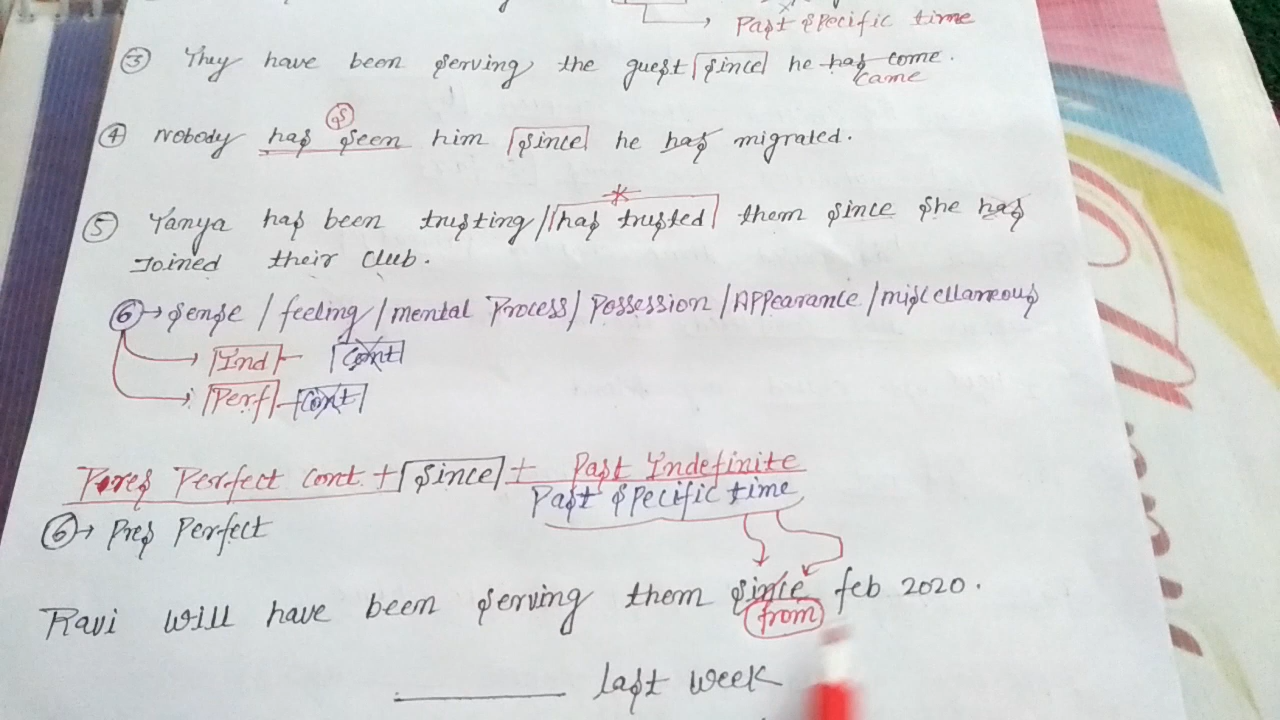 Past specific time
③ They have been serving the guest since he has come.
came
④ Nobody has seen him since he has migrated.
⑤ Tanya has been trusting / has trusted them since she has
Joined their club.
⑥ → sense / feeling / mental Process / Possession / Appearance / miscellaneous
Ind - Cont
Perf - Cont
Pres Perfect Cont + since + Past Indefinite
Past specific time
⑥ → Pres Perfect
Ravi will have been serving them since feb 2020.
from
last week